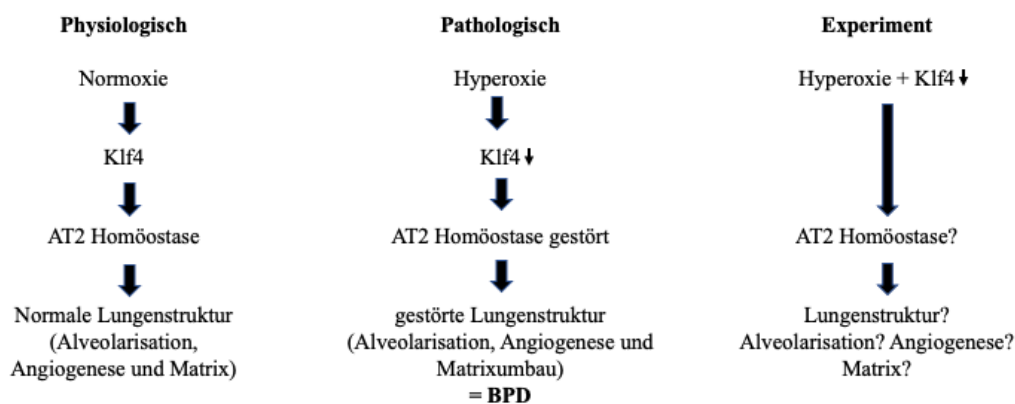 Physiologisch
Normoxie
Klf4
AT2 Homöostase
Normale Lungenstruktur
(Alveolarisation,
Angiogenese und Matrix)
Pathologisch
Hyperoxie
Klf4
AT2 Homöostase gestört
gestörte Lungenstruktur
(Alveolarisation, Angiogenese und
Matrixumbau)
= BPD
Experiment
Hyperoxie + Klf4
AT2 Homöostase?
Lungenstruktur?
Alveolarisation? Angiogenese?
Matrix?